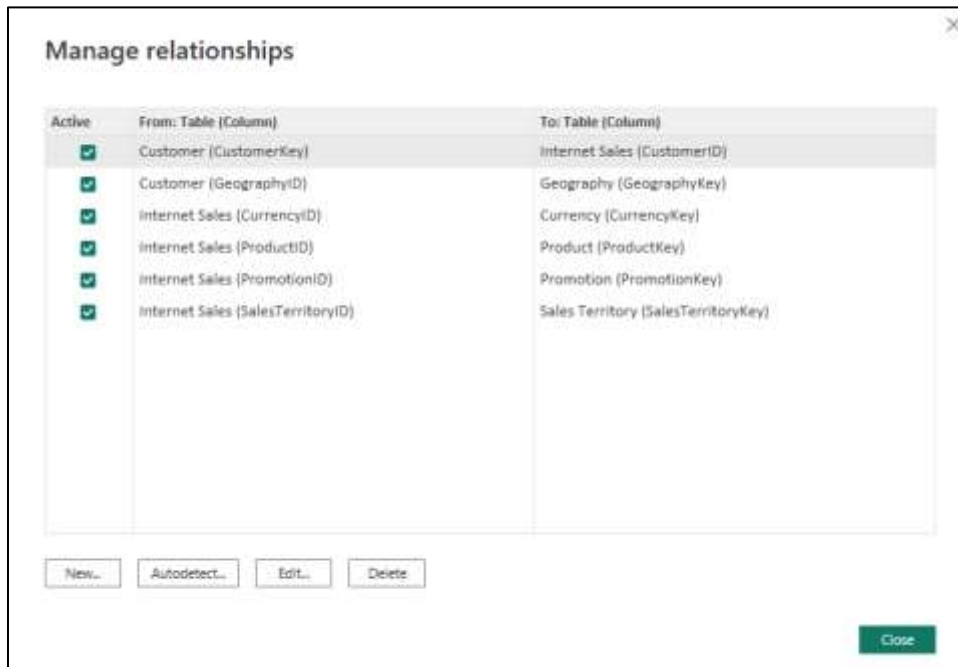 Manage relationships
Active From: Table (Column) To: Table (Column)
Customer (CustomerKey) Internet Sales (CustomerID)
Customer (GeographyID) Geography (GeographyKey)
Internet Sales (CurrencyID) Currency (CurrencyKey)
Internet Sales (ProductID) Product (ProductKey)
Internet Sales (PromotionID) Promotion (PromotionKey)
Internet Sales (SalesTerritoryID) Sales Territory (SalesTerritoryKey)
New... Autodetect... Edit... Delete
Close